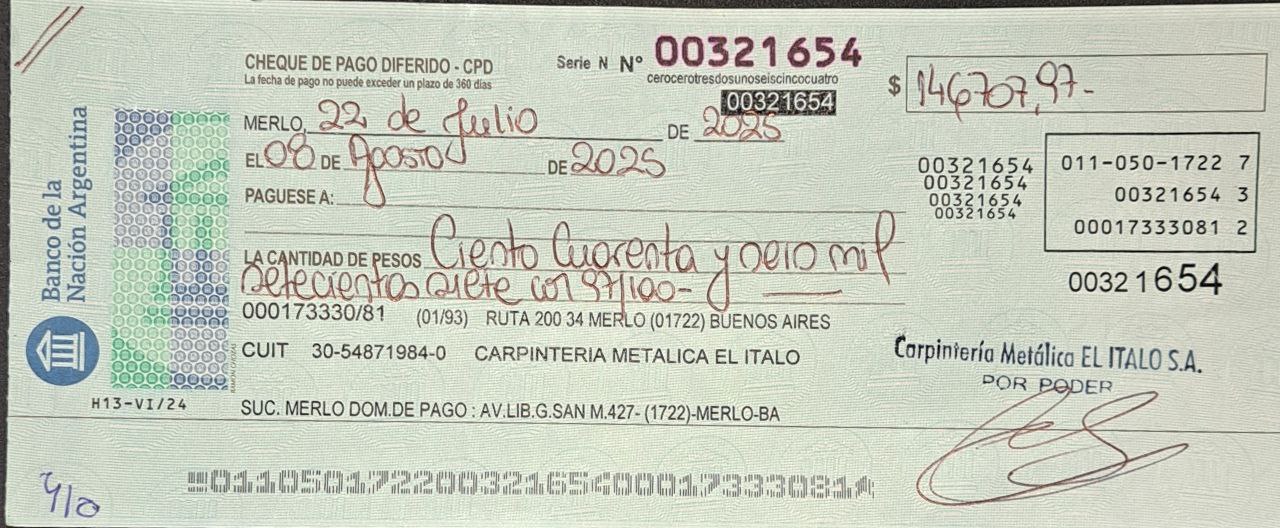 CHEQUE DE PAGO DIFERIDO - CPD
La fecha de pago no puede exceder un plazo de 360 días
Serie N Nº 00321654
cerocerotresdosunoseiscincocuatro
00321654
$ 146707,97-
MERLO, 22 de Julio DE 2025
EL 08 DE Agosto DE 2025
PAGUESE A:
00321654
00321654
00321654
00321654
011-050-1722 7
00321654 3
00017333081 2
00321654
LA CANTIDAD DE PESOS Ciento Cuarenta y seis mil
Setecientos siete con 97/100-
000173330/81 (01/93) RUTA 200 34 MERLO (01722) BUENOS AIRES
CUIT 30-54871984-0 CARPINTERIA METALICA EL ITALO
SUC. MERLO DOM.DE PAGO : AV.LIB.G.SAN M.427- (1722)-MERLO-BA
Carpintería Metálica EL ITALO S.A.
POR PODER
Banco de la
Nación Argentina
H13-VI/24
01105017220032165400017333081